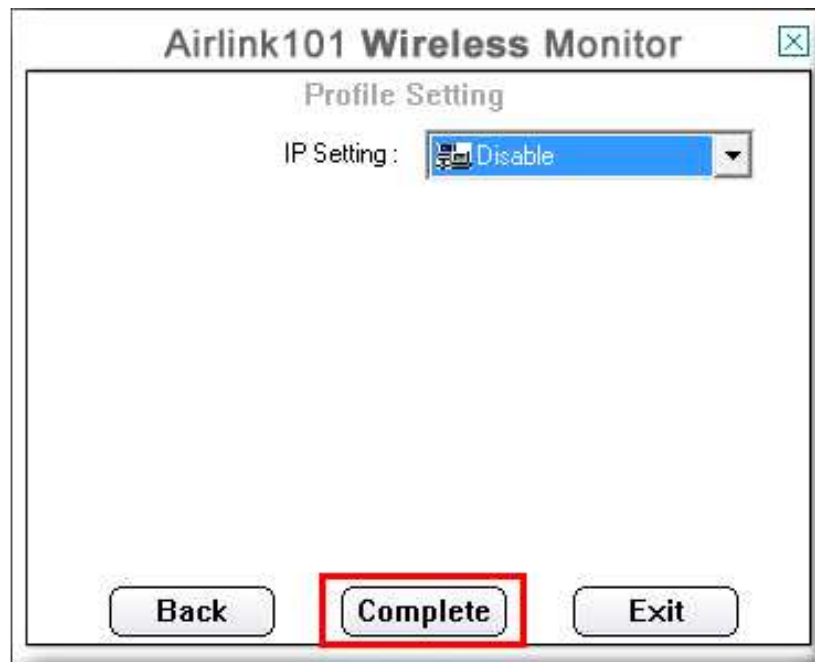 Airlink101 Wireless Monitor
Profile Setting
IP Setting : Disable
Back Complete Exit